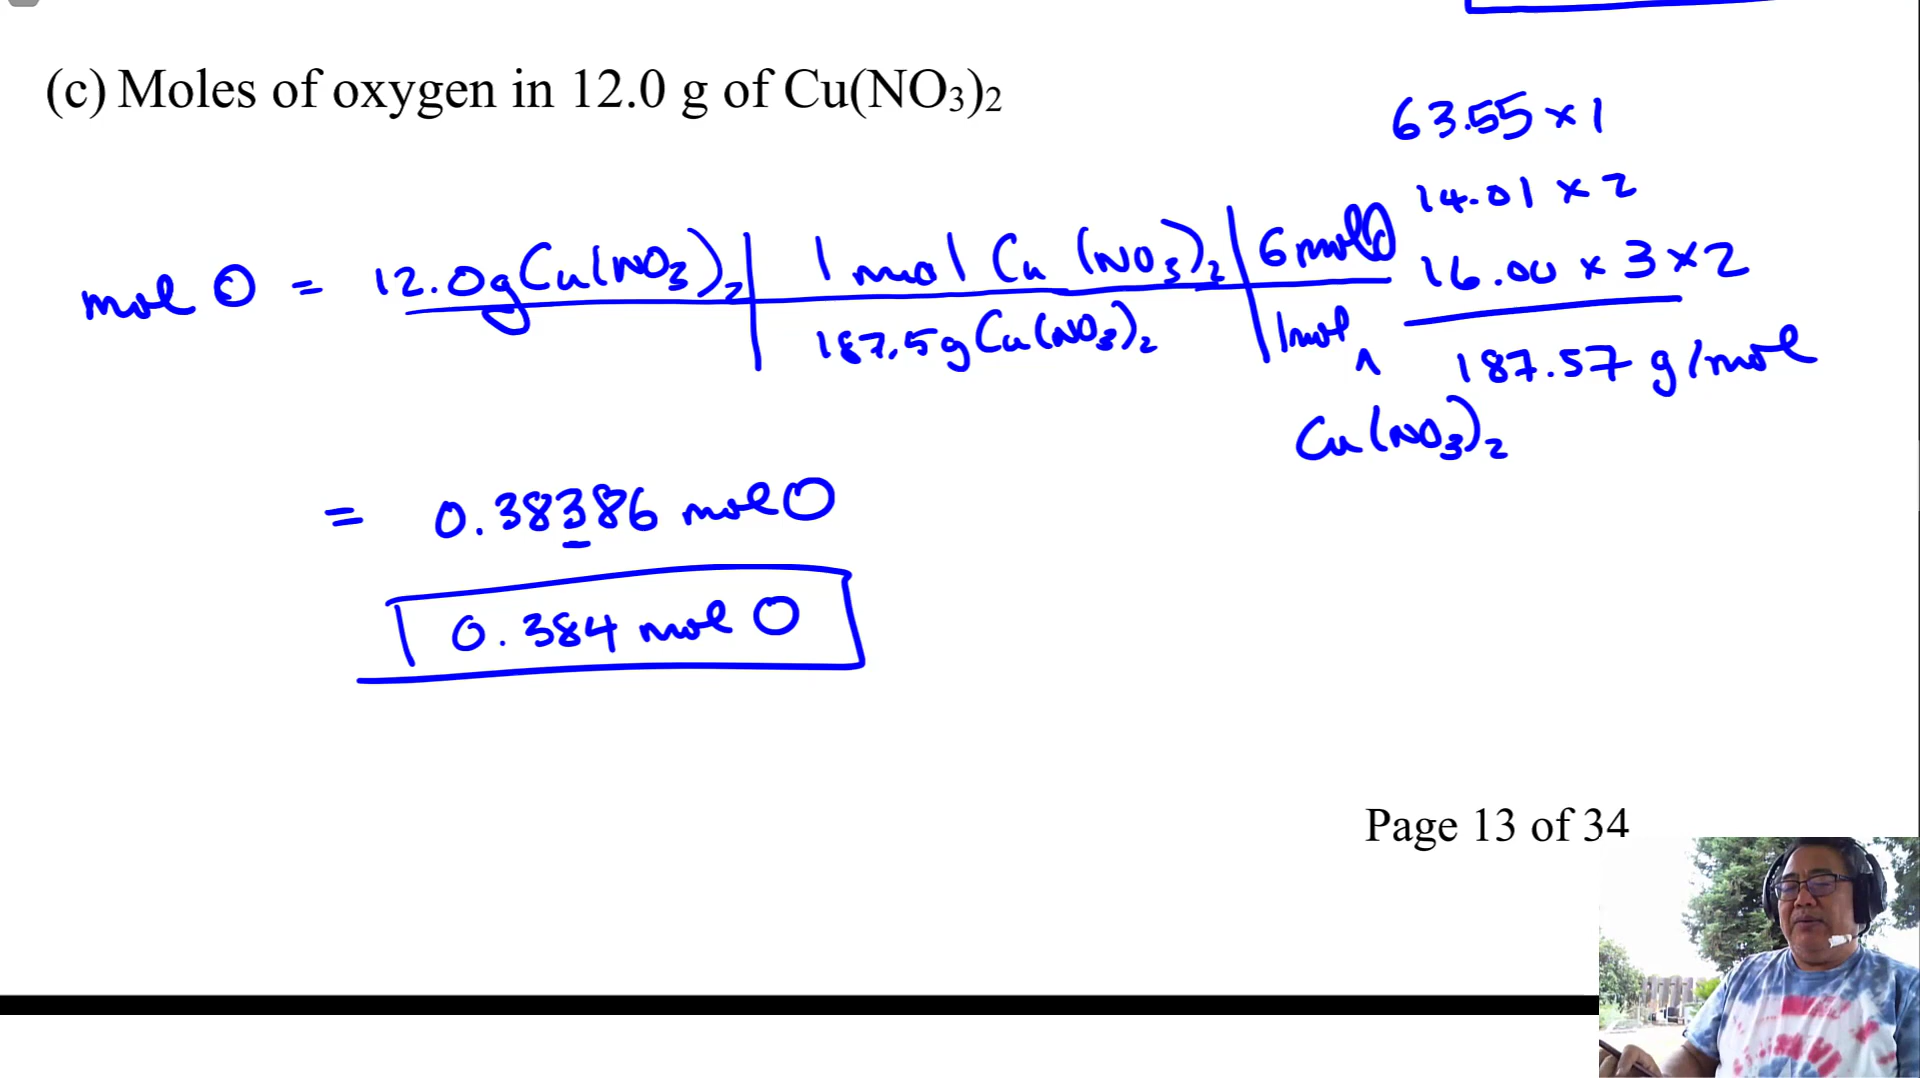 (c) Moles of oxygen in 12.0 g of Cu(NO3)2
63.55 x 1
14.01 x 2
16.00 x 3 x 2
187.57 g/mol
mol O = 12.0g Cu(NO3)2 | 1 mol Cu (NO3)2 | 6 mol O
187.5g Cu(NO3)2 | 1mol ^
Cu(NO3)2
= 0.38386 mol O
0.384 mol O
Page 13 of 34